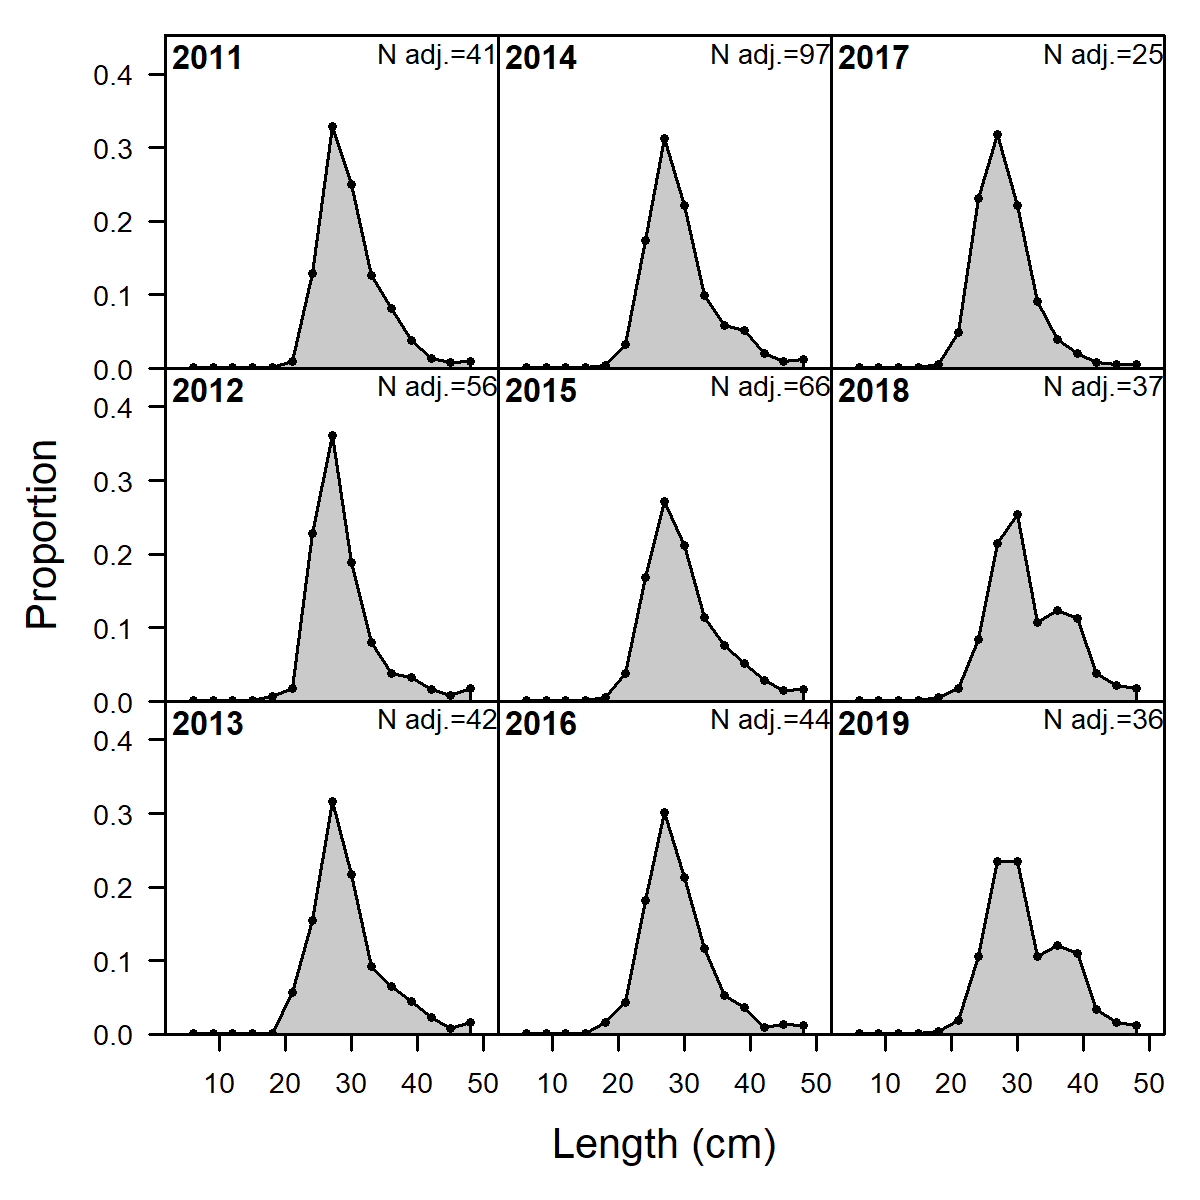 2011 N adj.=41 2014 N adj.=97 2017 N adj.=25
0.4
0.3
0.2
0.1
0.0
2012 N adj.=56 2015 N adj.=66 2018 N adj.=37
0.4
0.3
0.2
0.1
0.0
2013 N adj.=42 2016 N adj.=44 2019 N adj.=36
0.4
0.3
0.2
0.1
0.0
Proportion
10 20 30 40 50 10 20 30 40 50 10 20 30 40 50
Length (cm)